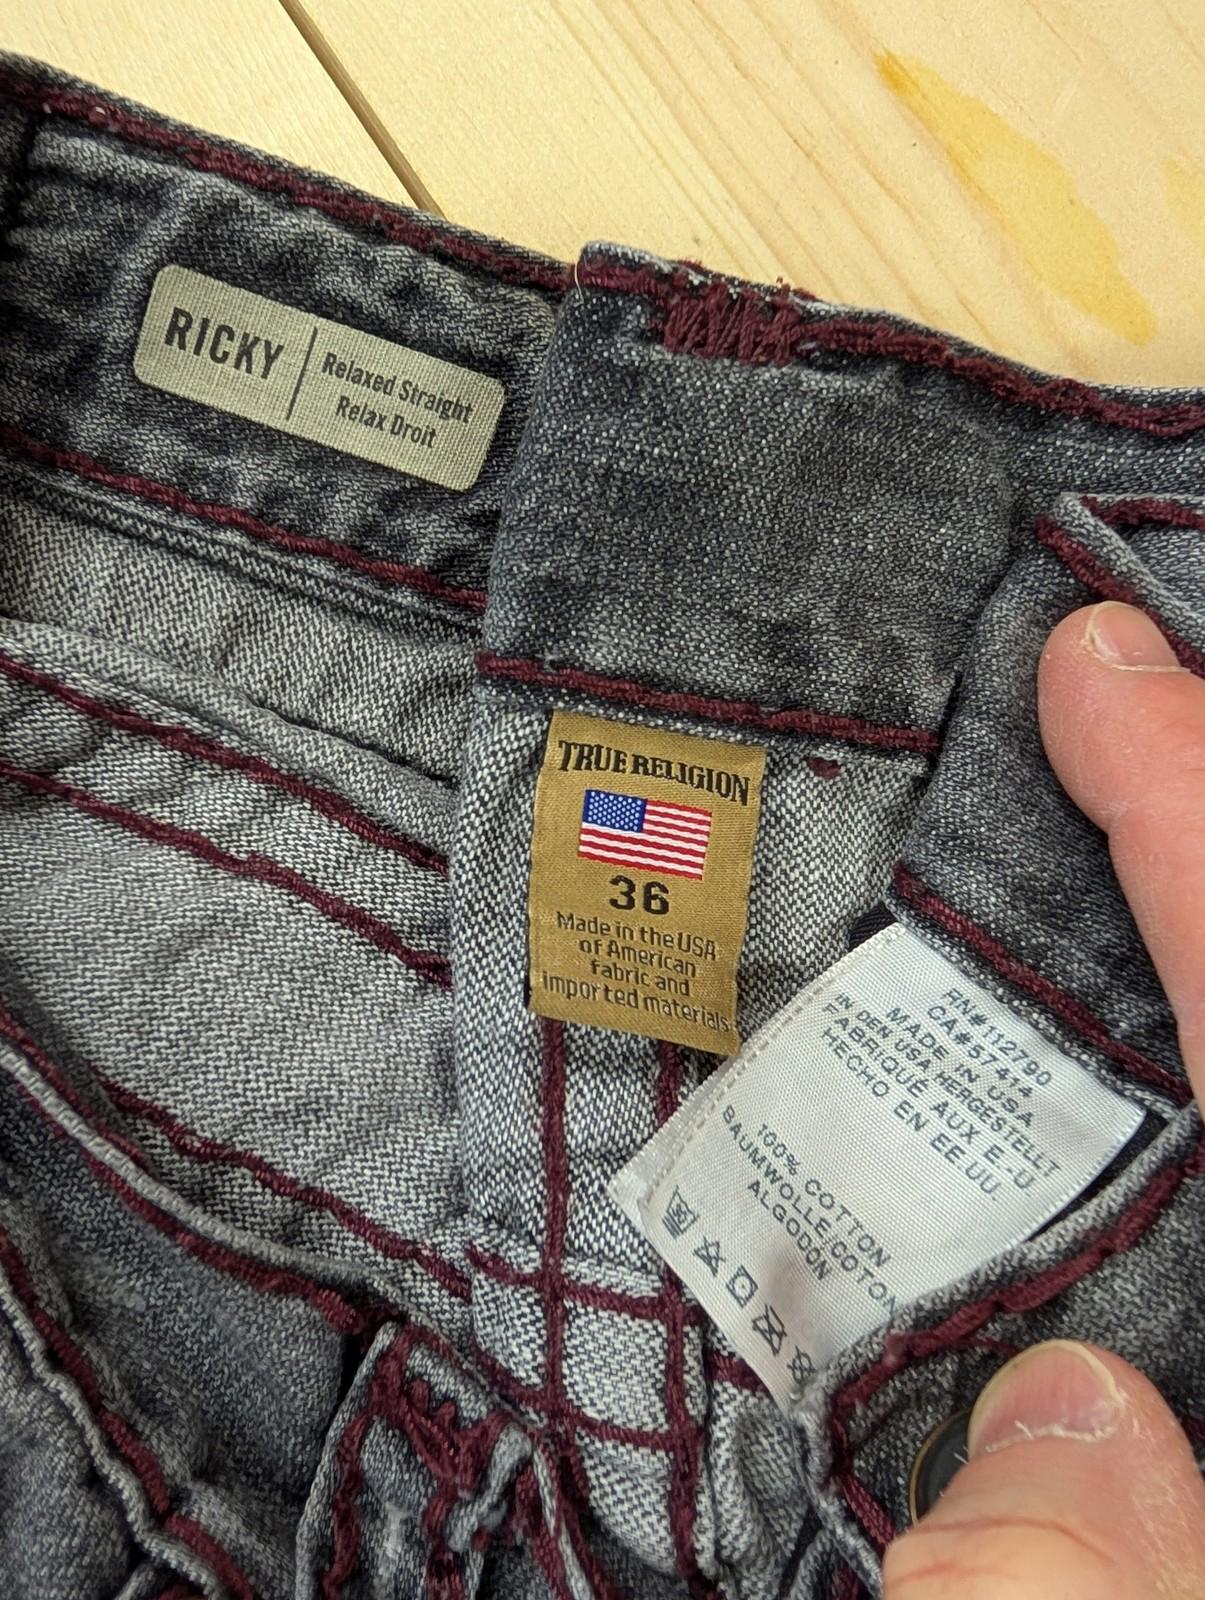 RICKY
Relaxed Straight
Relax Droit
TRUE RELIGION
36
Made in the USA
of American
fabric and
imported materials
RN#112790
CA#57414
MADE IN USA
IN DEN USA HERGESTELLT
FABRIQUÉ AUX E.-U.
HECHO EN EE UU.
100% COTTON
BAUMWOLLE/COTON
ALGODON